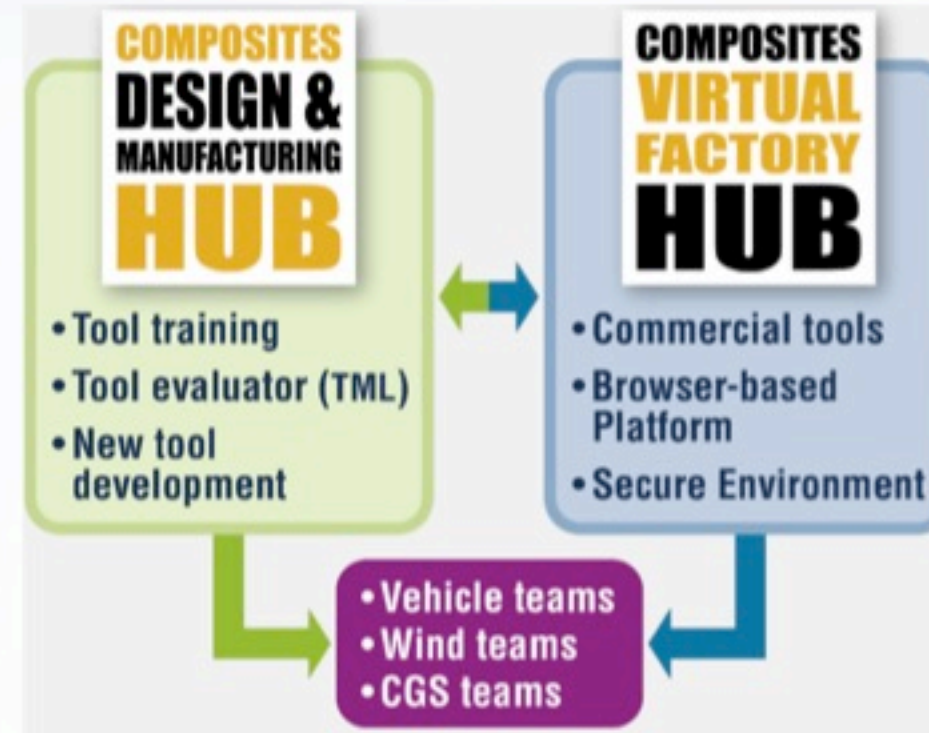 COMPOSITES
DESIGN &
MANUFACTURING
HUB
• Tool training
• Tool evaluator (TML)
• New tool
development
COMPOSITES
VIRTUAL
FACTORY
HUB
• Commercial tools
• Browser-based
Platform
• Secure Environment
• Vehicle teams
• Wind teams
• CGS teams